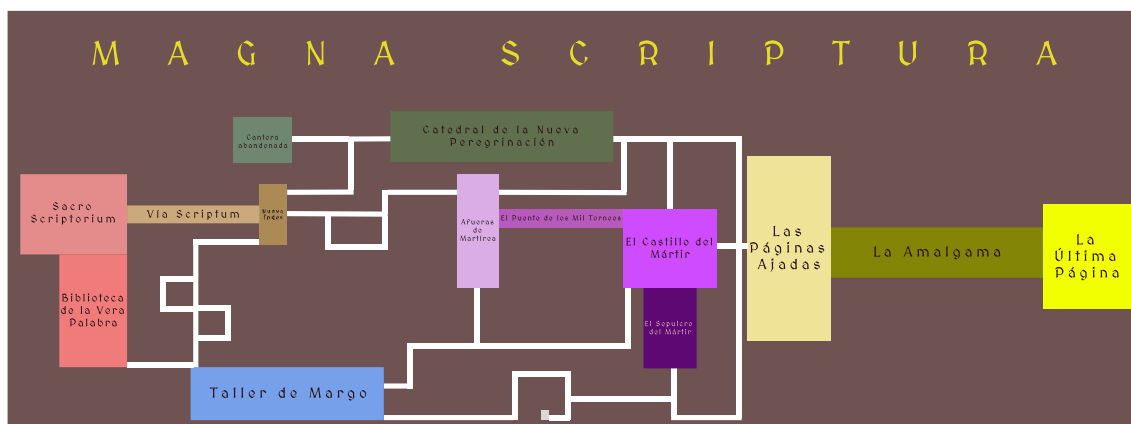 MAGNA SCRIPTURA
Cantera
abandonada
Catedral de la Nueva
Peregrinación
Sacro
Scriptorium
Vía Scriptum
Nuevo
Afueras
de
Martirea
El Puente de los Mil Torneos
El Castillo del
Mártir
Las
Páginas
Ajadas
La Amalgama
La
Última
Página
Biblioteca
de la Vera
Palabra
El Sepulcro
del Mártir
Taller de Margo